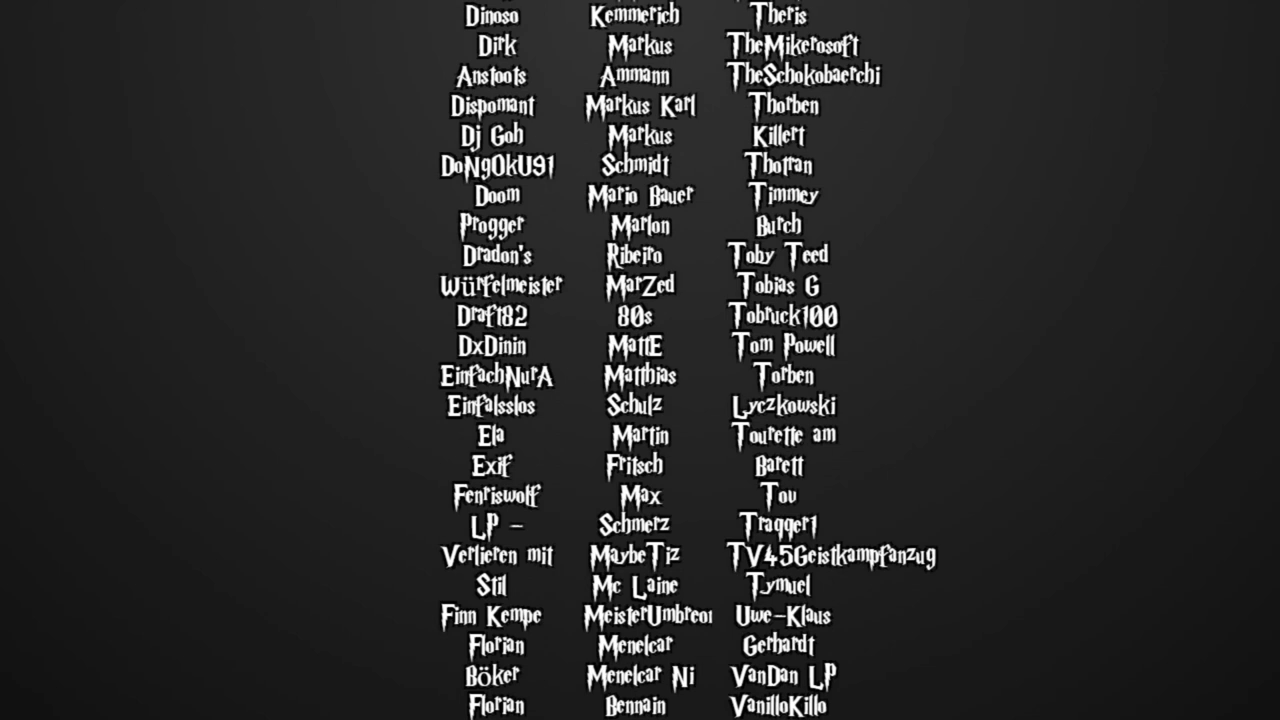 Dinoso
Dirk
Anstoots
Dispomant
Dj Goh
DoNgOkU91
Doom
Progger
Dradon's
Würfelmeister
Draft82
DxDinin
EinfachNurA
Einfalsslos
Ela
Exif
Fenriswolf
LP -
Verlieren mit
Stil
Finn Kempe
Florian
Böker
Florian
Kemmerich
Markus
Ammann
Markus Karl
Markus
Schmidt
Mario Bauer
Marlon
Ribeiro
MarZed
80s
MattE
Matthias
Schulz
Martin
Fritsch
Max
Schmerz
MaybeTiz
Mc Laine
MeisterUmbreo1
Menelcar
Menelcar Ni
Bennain
Theris
TheMikerosoft
TheSchokobaerchi
Thorben
Killert
Thorran
Timmey
Burch
Toby Teed
Tobias G
Tobruck100
Tom Powell
Torben
Lyczkowski
Tourette am
Barett
Tov
Tragger1
TV45Geistkampfanzug
Tymuel
Uwe-Klaus
Gerhardt
VanDan LP
VanilloKillo